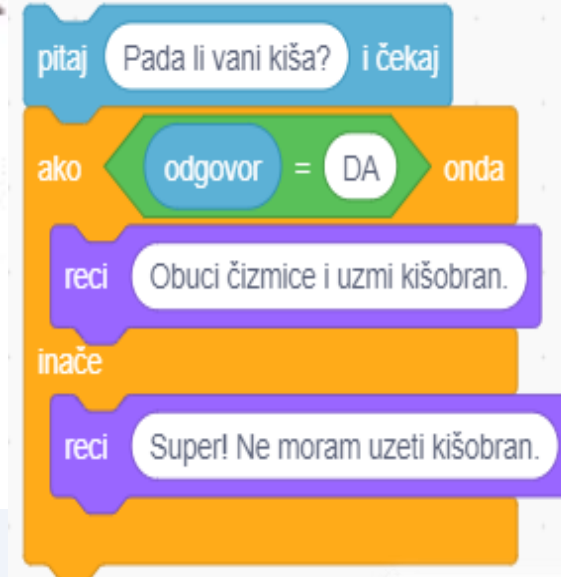 pitaj Pada li vani kiša? i čekaj
ako odgovor = DA onda
reci Obuci čizmice i uzmi kišobran.
inače
reci Super! Ne moram uzeti kišobran.